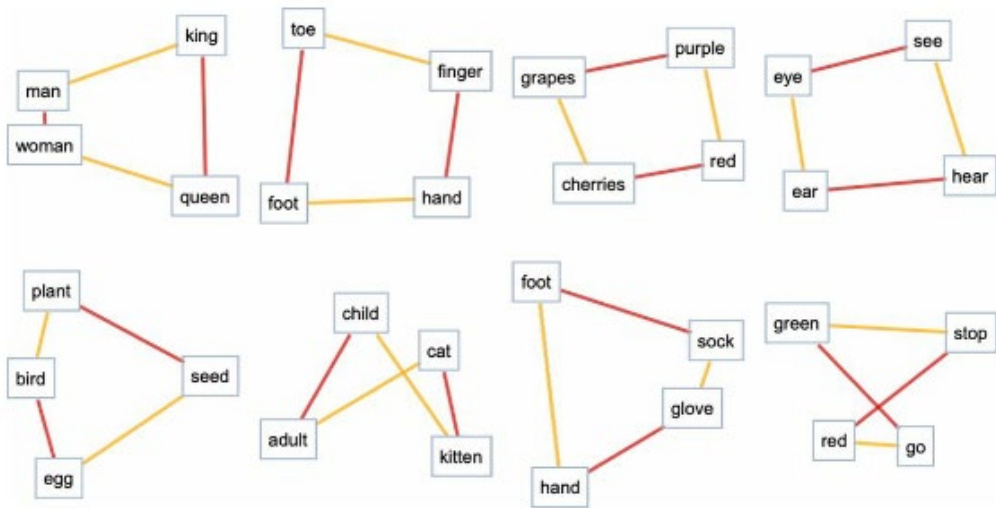 king
man
woman
queen
toe
finger
foot
hand
purple
grapes
cherries
red
see
eye
ear
hear
plant
bird
seed
egg
child
cat
adult
kitten
foot
sock
glove
hand
green
stop
red
go